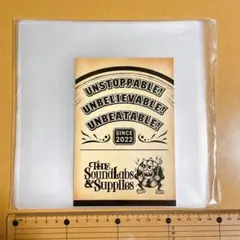 UNSTOPPABLE!
UNBELIEVABLE!
UNBEATABLE!
SINCE
2022
THE
SOUNDLABS
& SUPPLIES